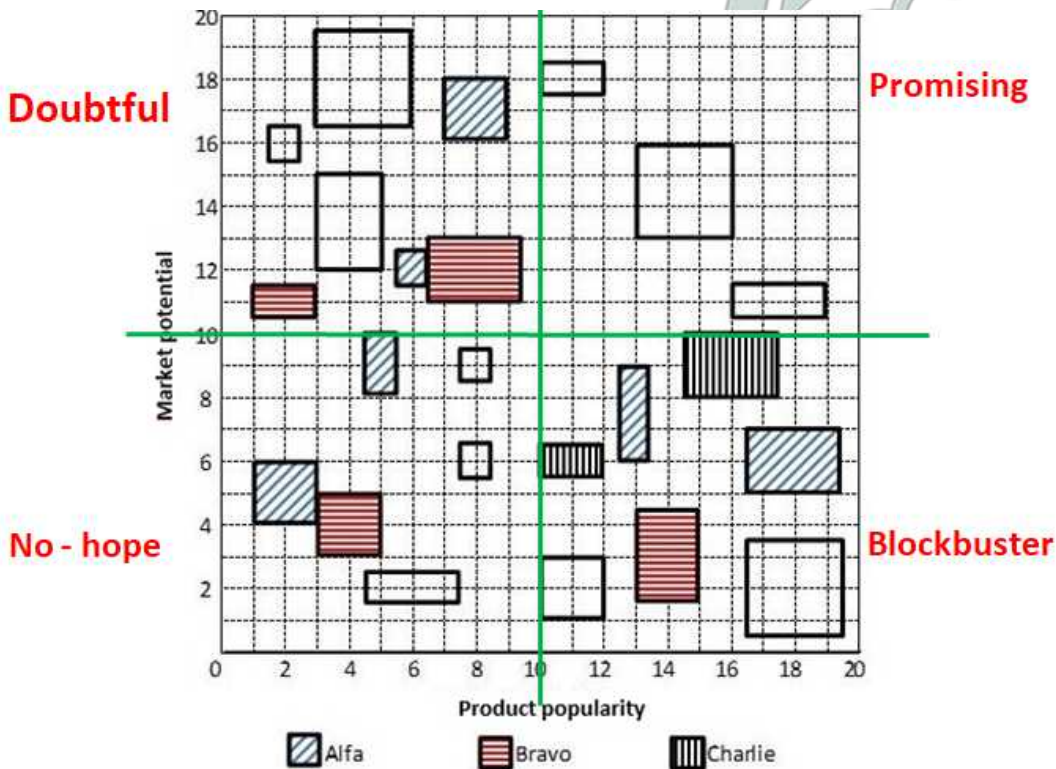 Doubtful
Promising
No - hope
Blockbuster
Market potential
20
18
16
14
12
10
8
6
4
2
0 2 4 6 8 10 12 14 16 18 20
Product popularity
Alfa Bravo Charlie